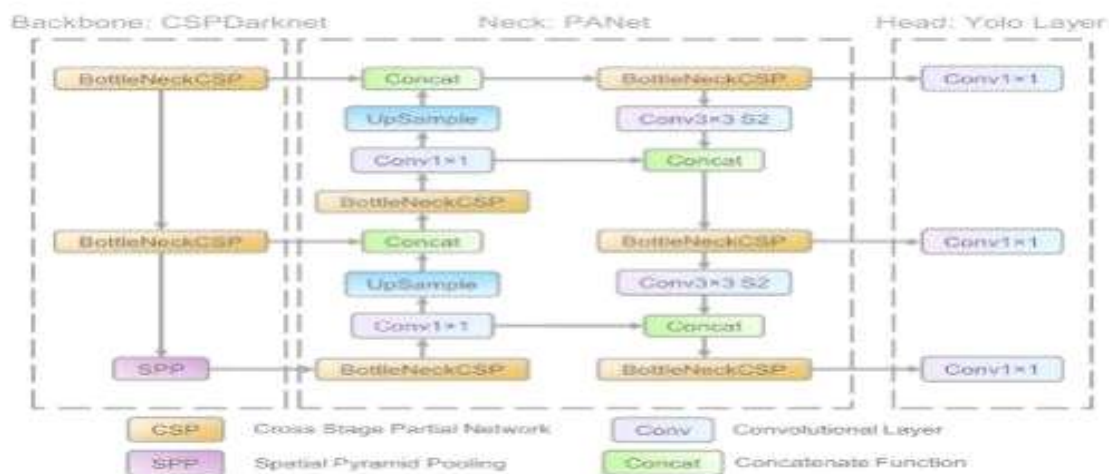 Backbone: CSPDarknet Neck: PANet Head: Yolo Layer
BottleNeckCSP Concat BottleNeckCSP Conv1×1
UpSample Conv3×3 S2
Conv1×1 Concat
BottleNeckCSP
BottleNeckCSP Concat BottleNeckCSP Conv1×1
UpSample Conv3×3 S2
Conv1×1 Concat
SPP BottleNeckCSP BottleNeckCSP Conv1×1
CSP Cross Stage Partial Network Conv Convolutional Layer
SPP Spatial Pyramid Pooling Concat Concatenate Function